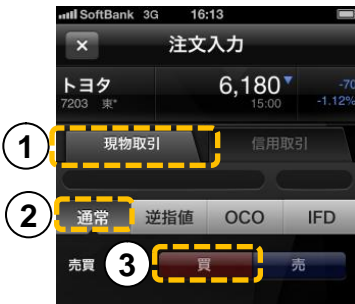 SoftBank 3G 16:13
× 注文入力
トヨタ 6,180▼ -70
7203 東* 15:00 -1.12%
① 現物取引 信用取引
② 通常 逆指値 OCO IFD
売買 ③ 買 売